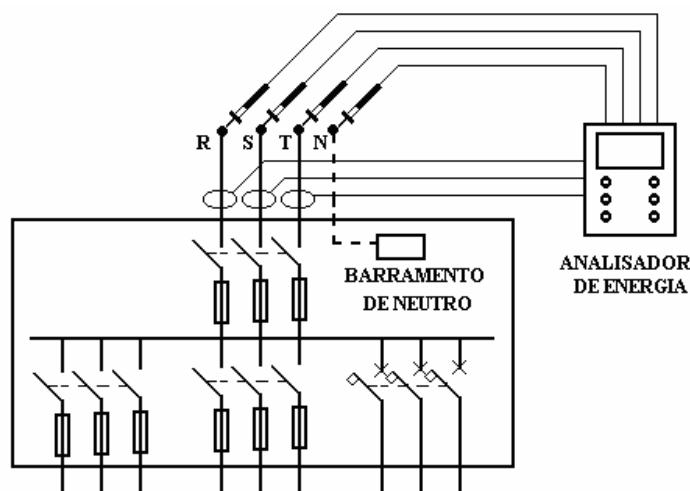 R S T N
BARRAMENTO
DE NEUTRO
ANALISADOR
DE ENERGIA